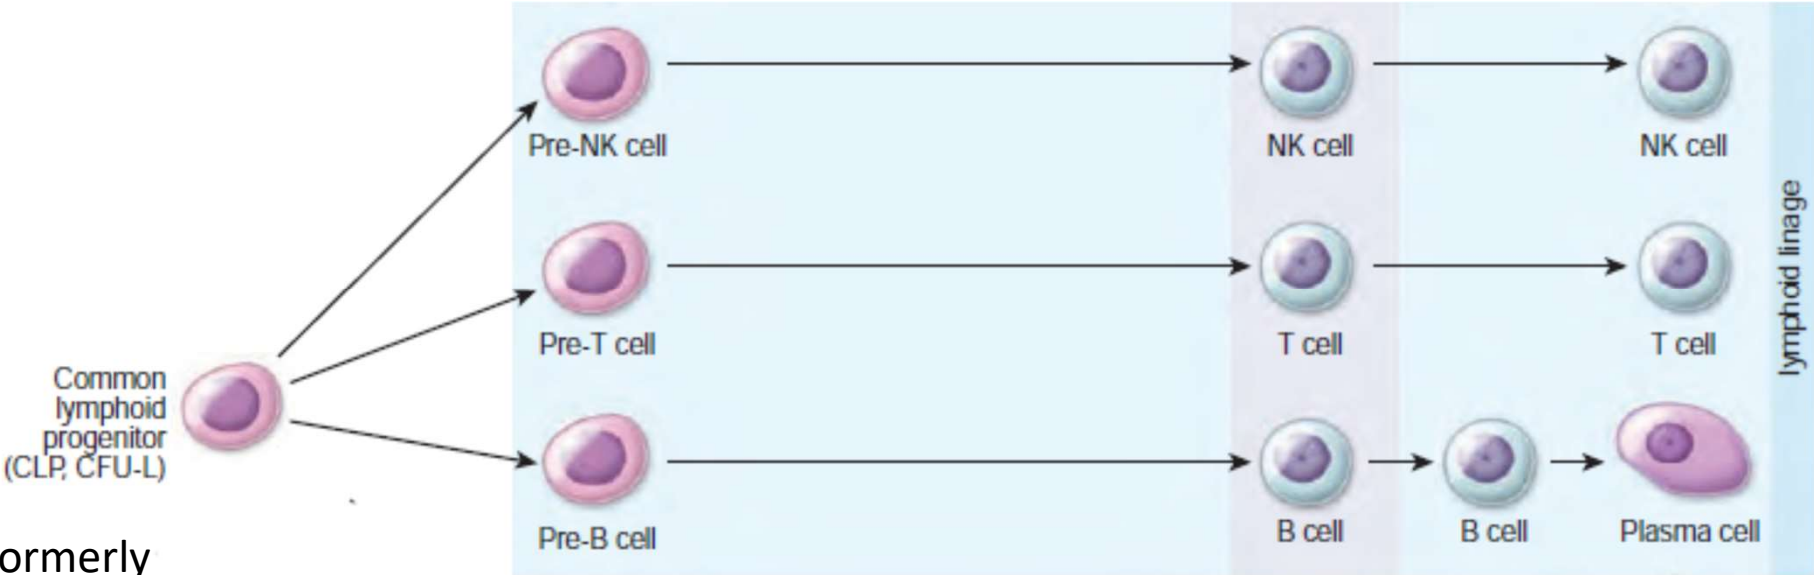 Pre-NK cell
NK cell
NK cell
Pre-T cell
T cell
T cell
Common
lymphoid
progenitor
(CLP, CFU-L)
Pre-B cell
B cell
B cell
Plasma cell
lymphoid linage
ormerly